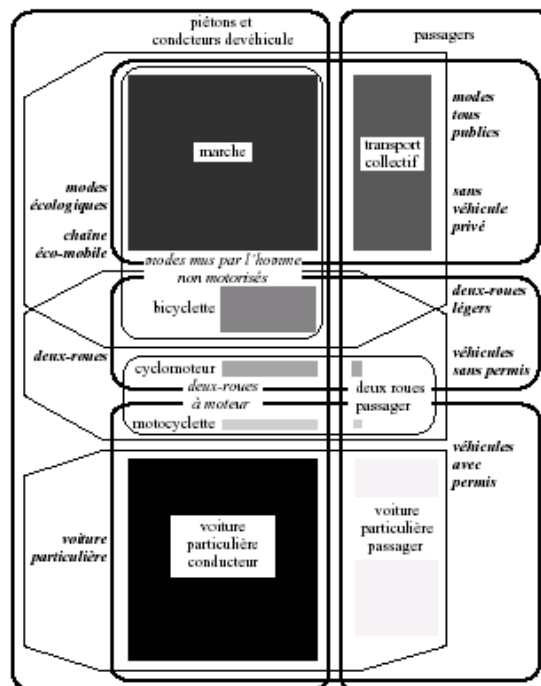 piétons et
condcteurs devéhicule
passagers
marche
transport
collectif
modes
tous
publics
sans
véhicule
privé
modes
écologiques
chaîne
éco-mobile
modes mus par l'homme
non motorisés
bicyclette
deux-roues
légers
deux-roues
cyclomoteur
deux-roues
à moteur
motocyclette
deux roues
passager
véhicules
sans permis
véhicules
avec
permis
voiture
particulière
voiture
particulière
conducteur
voiture
particulière
passager